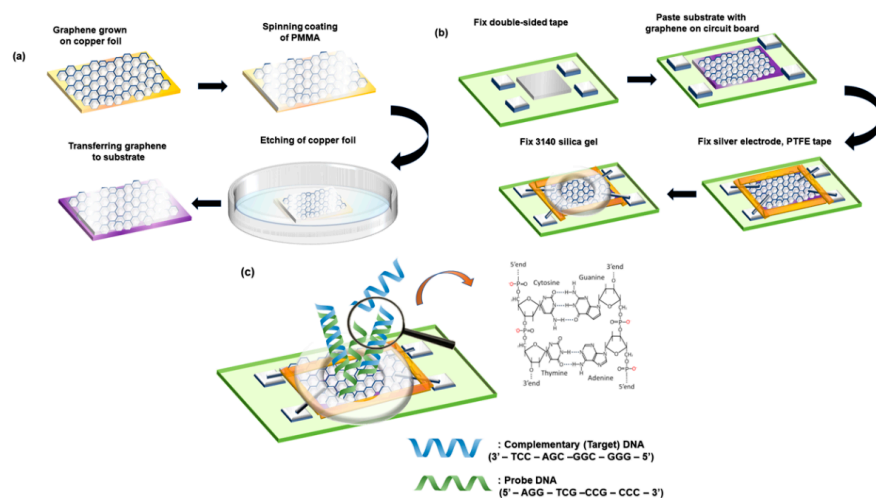 (a)
Graphene grown
on copper foil
Spinning coating
of PMMA
Transferring graphene
to substrate
Etching of copper foil
(b)
Fix double-sided tape
Paste substrate with
graphene on circuit board
Fix 3140 silica gel
Fix silver electrode, PTFE tape
(c)
5'end
3'end
Cytosine
Guanine
Thymine
Adenine
3'end
5'end
: Complementary (Target) DNA
(3' – TCC – AGC –GGC – GGG – 5')
: Probe DNA
(5' – AGG – TCG –CCG – CCC – 3')